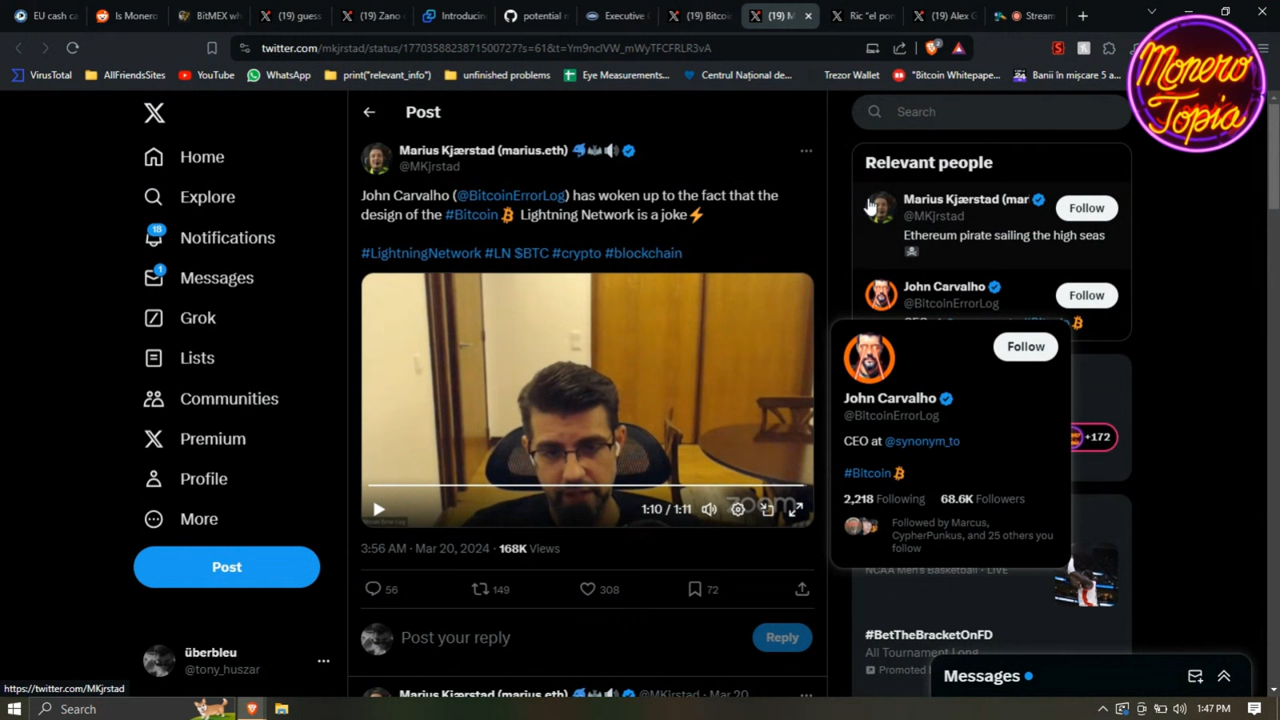 EU cash ca
Is Monero
BitMEX wh
(19) guess
(19) Zano
Introducin
potential n
Executive C
(19) Bitcoi
(19) M
Ric "el po
(19) Alex G
Stream
twitter.com/mkjrstad/status/1770358823871500727?s=61&t=Ym9nclVW_mWyTFCFRLR3vA
VirusTotal
AllFriendsSites
YouTube
WhatsApp
print("relevant_info")
unfinished problems
Eye Measurements...
Centrul Național de...
Trezor Wallet
"Bitcoin Whitepape...
Banii în mișcare 5 a...
Monero
Topia
Home
Explore
18
Notifications
1
Messages
Grok
Lists
Communities
Premium
Profile
More
Post
überbleu
@tony_huszar
https://twitter.com/MKjrstad
Post
Marius Kjærstad (marius.eth)
@MKjrstad
John Carvalho (@BitcoinErrorLog) has woken up to the fact that the
design of the #Bitcoin Lightning Network is a joke⚡
#LightningNetwork #LN $BTC #crypto #blockchain
zoom
1:10 / 1:11
3:56 AM · Mar 20, 2024 · 168K Views
56
149
308
72
Post your reply
Reply
Marius Kjærstad (marius.eth) @MKjrstad · Mar 20
Search
Relevant people
Marius Kjærstad (mar
@MKjrstad
Follow
Ethereum pirate sailing the high seas
John Carvalho
@BitcoinErrorLog
Follow
Follow
John Carvalho
@BitcoinErrorLog
CEO at @synonym_to
#Bitcoin
2,218 Following 68.6K Followers
Followed by Marcus,
CypherPunkus, and 25 others you
follow
+172
NCAA Men's Basketball · LIVE
#BetTheBracketOnFD
All Tournament Long
Promoted
Messages
Search
1:47 PM